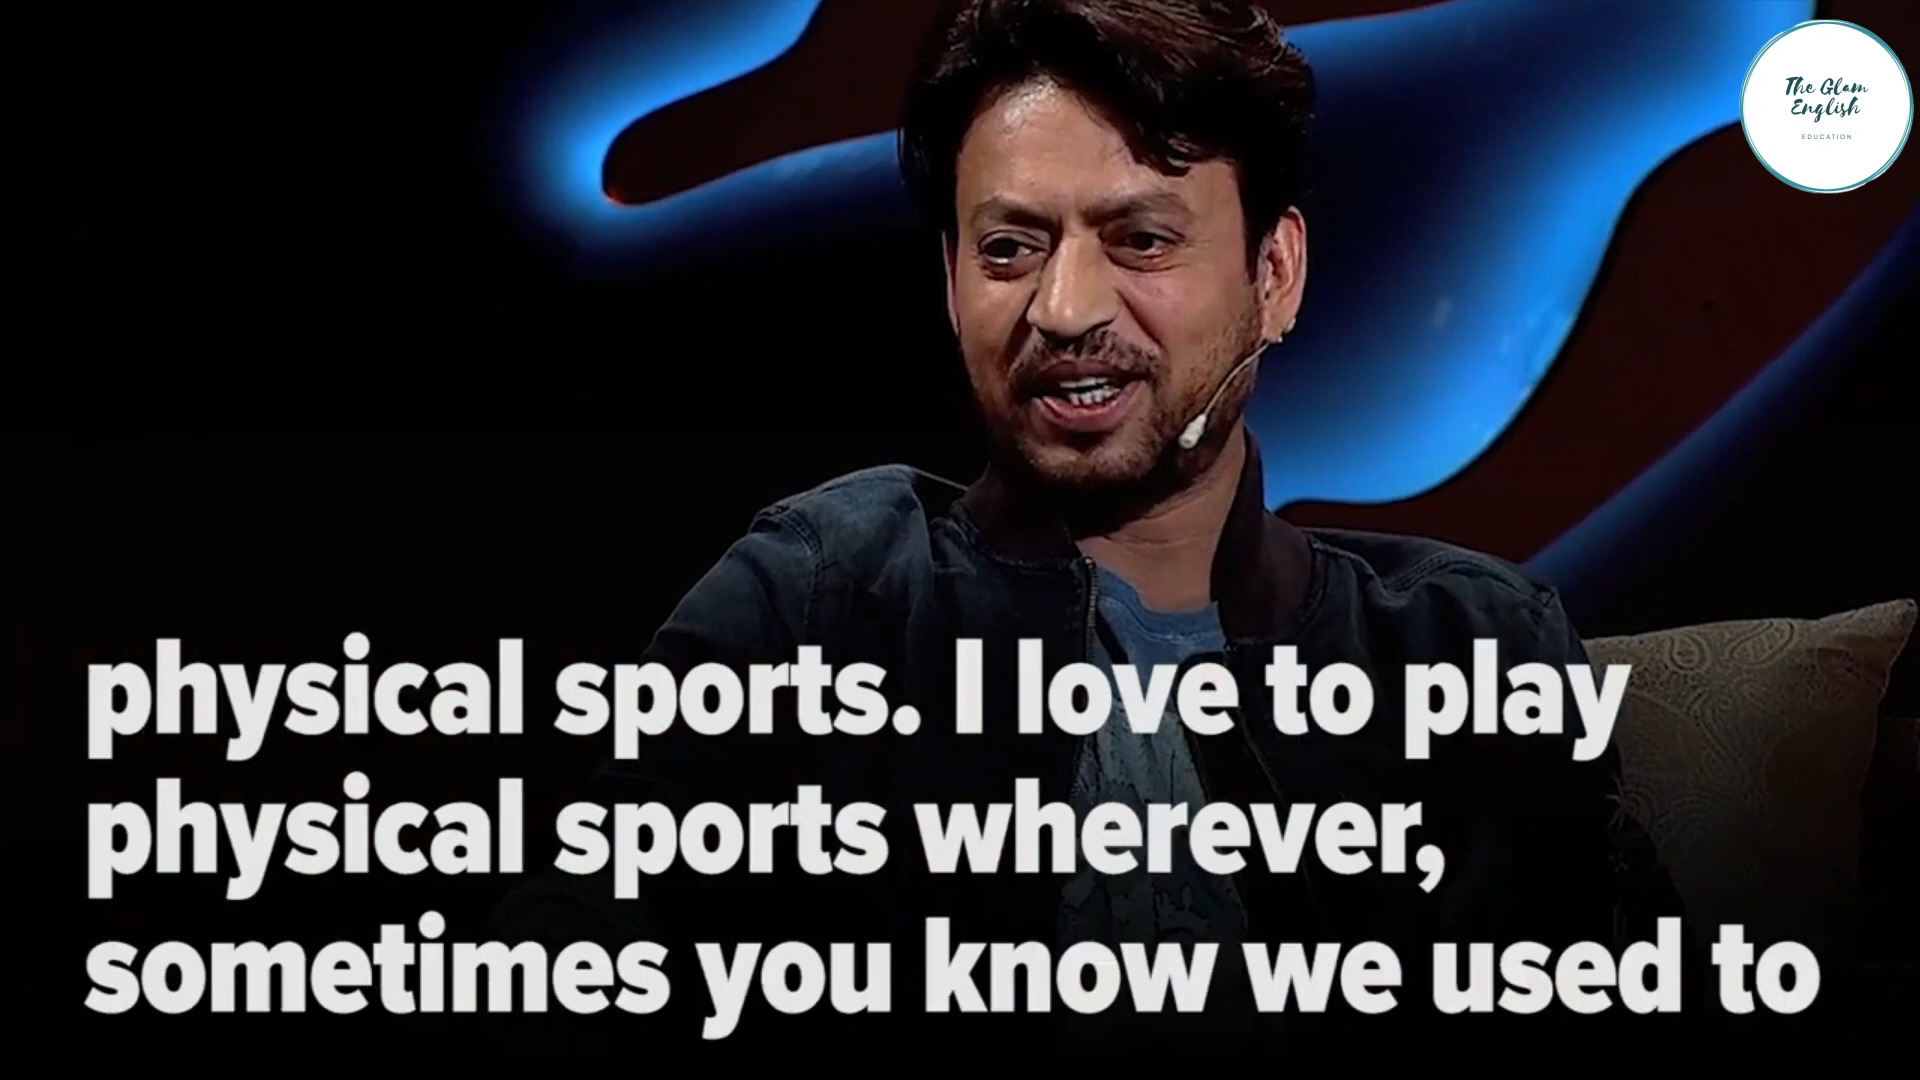 The Glam
English
EDUCATION
physical sports. I love to play
physical sports wherever,
sometimes you know we used to